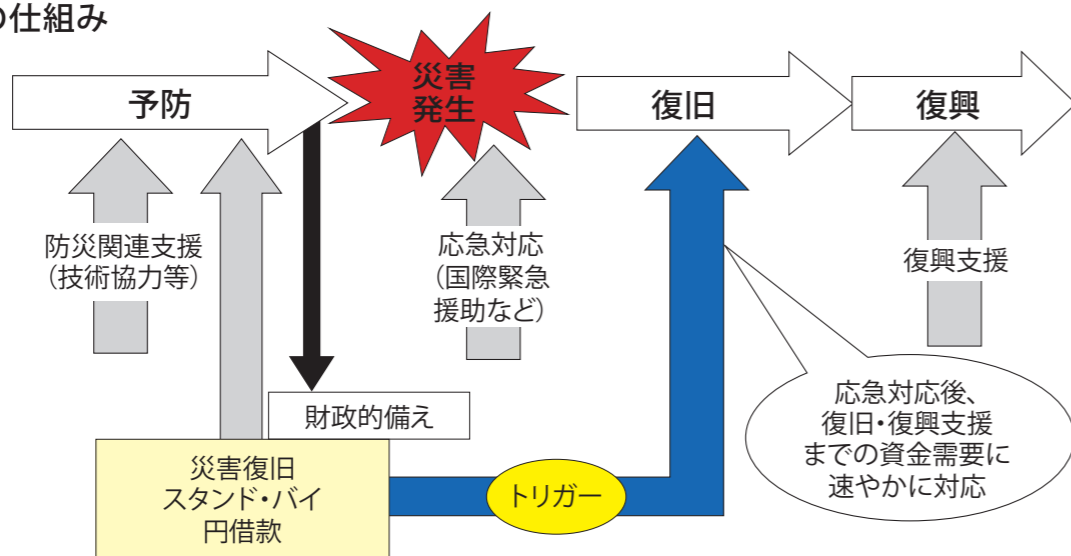 の仕組み
予防
災害
発生
復旧
復興
防災関連支援
（技術協力等）
応急対応
（国際緊急
援助など）
復興支援
財政的備え
災害復旧
スタンド・バイ
円借款
トリガー
応急対応後、
復旧・復興支援
までの資金需要に
速やかに対応